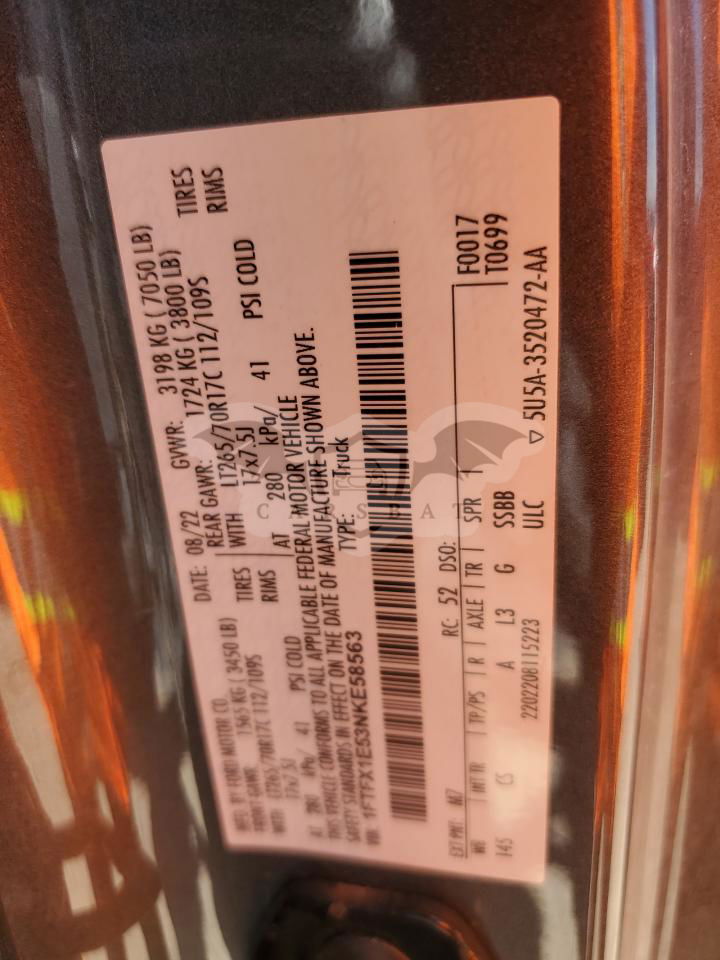 MFG. BY FORD MOTOR CO.
DATE: 08/22 GVWR: 3198 KG ( 7050 LB)
FRONT GAWR: 1565 KG ( 3450 LB) REAR GAWR: 1724 KG ( 3800 LB)
WITH LT265/70R17C 112/109S TIRES WITH LT265/70R17C 112/109S TIRES
17x7.5J RIMS 17x7.5J RIMS
AT 280 kPa/ 41 PSI COLD AT 280 kPa/ 41 PSI COLD
THIS VEHICLE CONFORMS TO ALL APPLICABLE FEDERAL MOTOR VEHICLE
SAFETY STANDARDS IN EFFECT ON THE DATE OF MANUFACTURE SHOWN ABOVE.
VIN: 1FTFX1E53NKE58563 TYPE: Truck
EXT PNT: M7 RC: 52 DSO: F0017
WB INT TR TP/PS R AXLE TR SPR T0699
145 CS A L3 G SSBB
2202208115223 ULC ▽ 5U5A-3520472-AA
CARSBAT